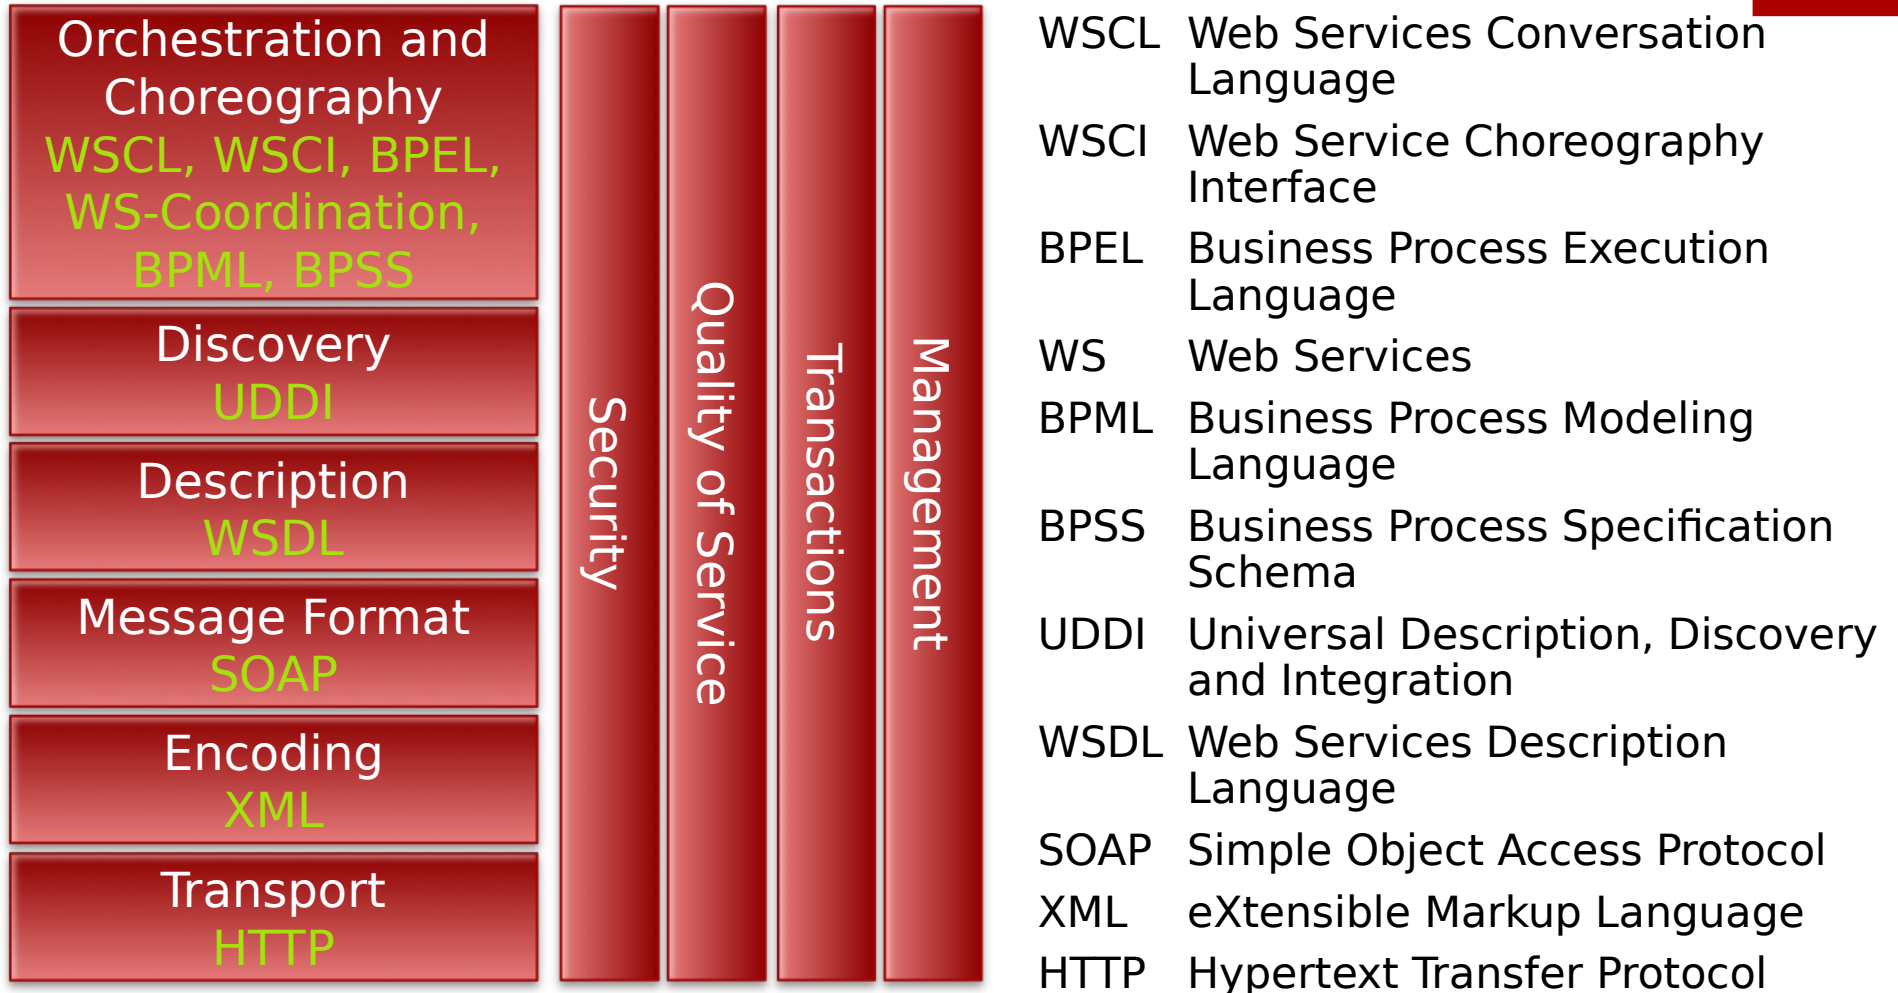 Orchestration and
Choreography
WSCL, WSCI, BPEL,
WS-Coordination,
BPML, BPSS
Discovery
UDDI
Description
WSDL
Message Format
SOAP
Encoding
XML
Transport
HTTP
Security
Quality of Service
Transactions
Management
WSCL Web Services Conversation
Language
WSCI Web Service Choreography
Interface
BPEL Business Process Execution
Language
WS Web Services
BPML Business Process Modeling
Language
BPSS Business Process Specification
Schema
UDDI Universal Description, Discovery
and Integration
WSDL Web Services Description
Language
SOAP Simple Object Access Protocol
XML eXtensible Markup Language
HTTP Hypertext Transfer Protocol